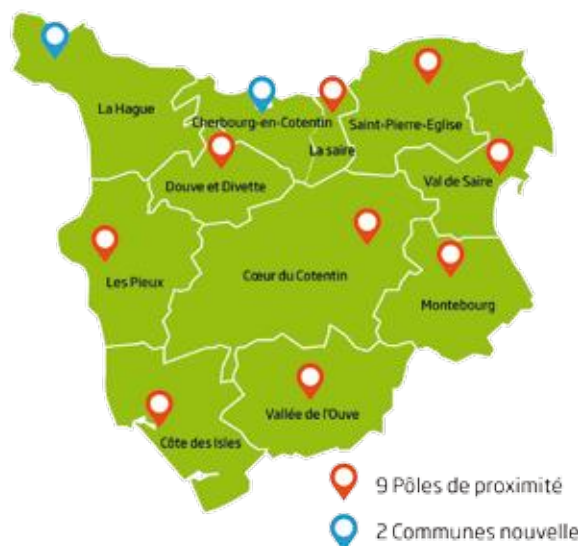 La Hague
Cherbourg-en-Cotentin
Saint-Pierre-Eglise
La saire
Douve et Divette
Val de Saire
Les Pieux
Cœur du Cotentin
Montebourg
Vallée de l'Ouve
Côte des Isles
9 Pôles de proximité
2 Communes nouvelle